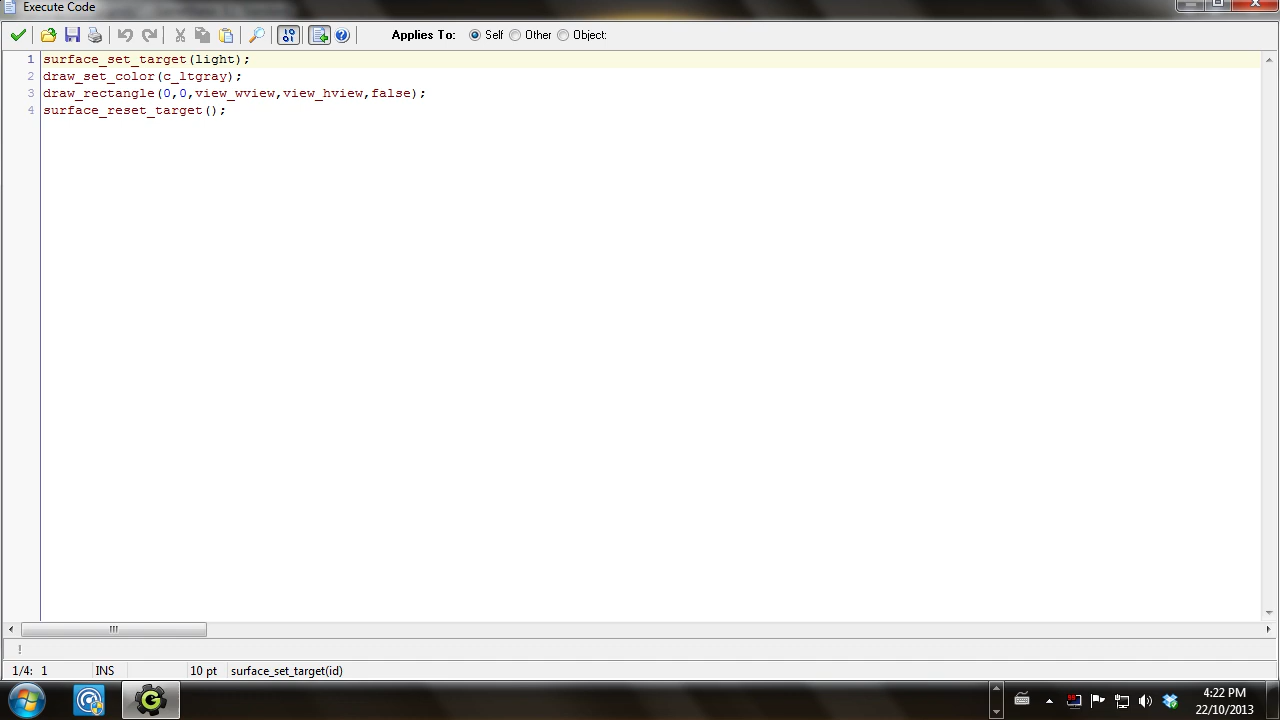 Execute Code
Applies To: Self Other Object:
1 surface_set_target(light);
2 draw_set_color(c_ltgray);
3 draw_rectangle(0,0,view_wview,view_hview,false);
4 surface_reset_target();
!
1/4: 1 INS 10 pt surface_set_target(id)
4:22 PM
22/10/2013